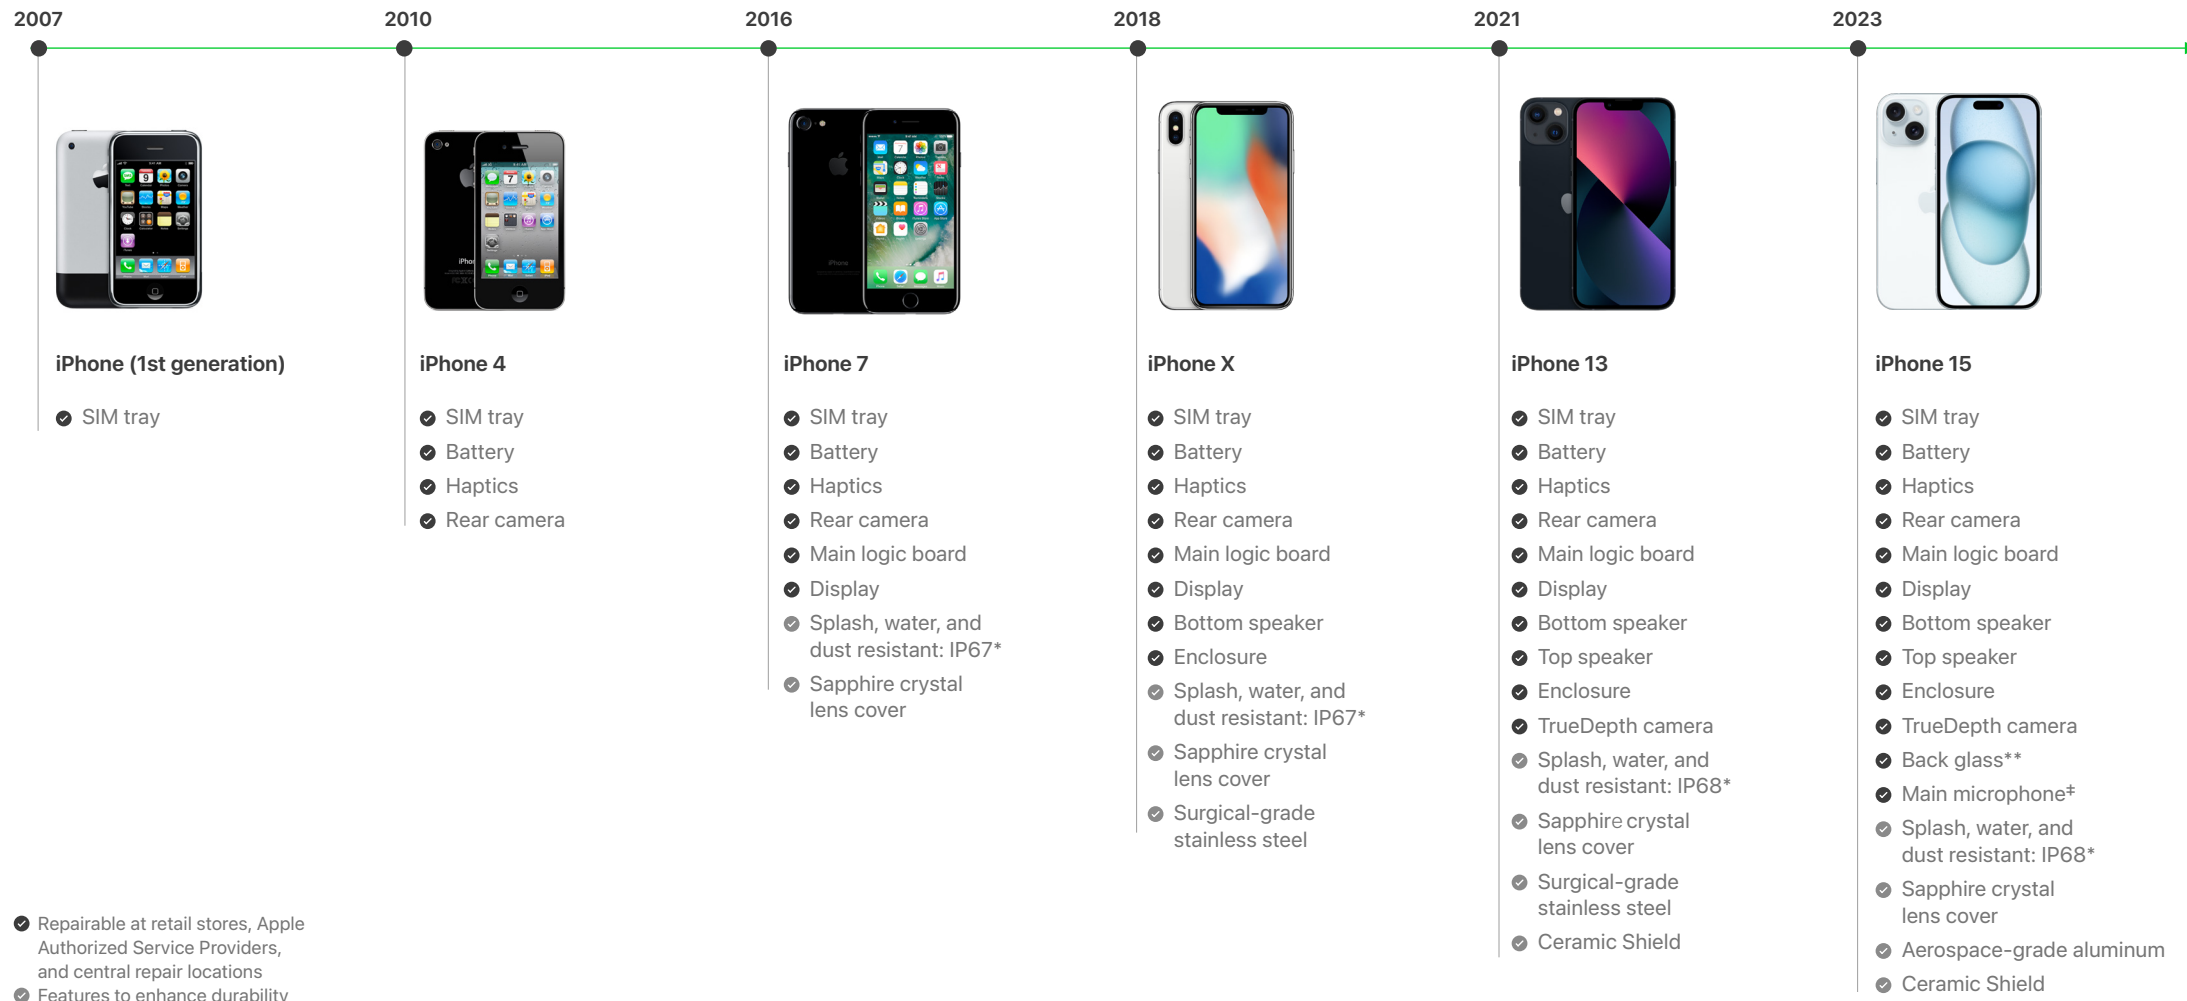 2007
2010
2016
2018
2021
2023
iPhone (1st generation)
SIM tray
iPhone 4
SIM tray
Battery
Haptics
Rear camera
iPhone 7
SIM tray
Battery
Haptics
Rear camera
Main logic board
Display
Splash, water, and
dust resistant: IP67*
Sapphire crystal
lens cover
iPhone X
SIM tray
Battery
Haptics
Rear camera
Main logic board
Display
Bottom speaker
Enclosure
Splash, water, and
dust resistant: IP67*
Sapphire crystal
lens cover
Surgical-grade
stainless steel
iPhone 13
SIM tray
Battery
Haptics
Rear camera
Main logic board
Display
Bottom speaker
Top speaker
Enclosure
TrueDepth camera
Splash, water, and
dust resistant: IP68*
Sapphire crystal
lens cover
Surgical-grade
stainless steel
Ceramic Shield
iPhone 15
SIM tray
Battery
Haptics
Rear camera
Main logic board
Display
Bottom speaker
Top speaker
Enclosure
TrueDepth camera
Back glass**
Main microphone‡
Splash, water, and
dust resistant: IP68*
Sapphire crystal
lens cover
Aerospace-grade aluminum
Ceramic Shield
Repairable at retail stores, Apple
Authorized Service Providers,
and central repair locations
Features to enhance durability